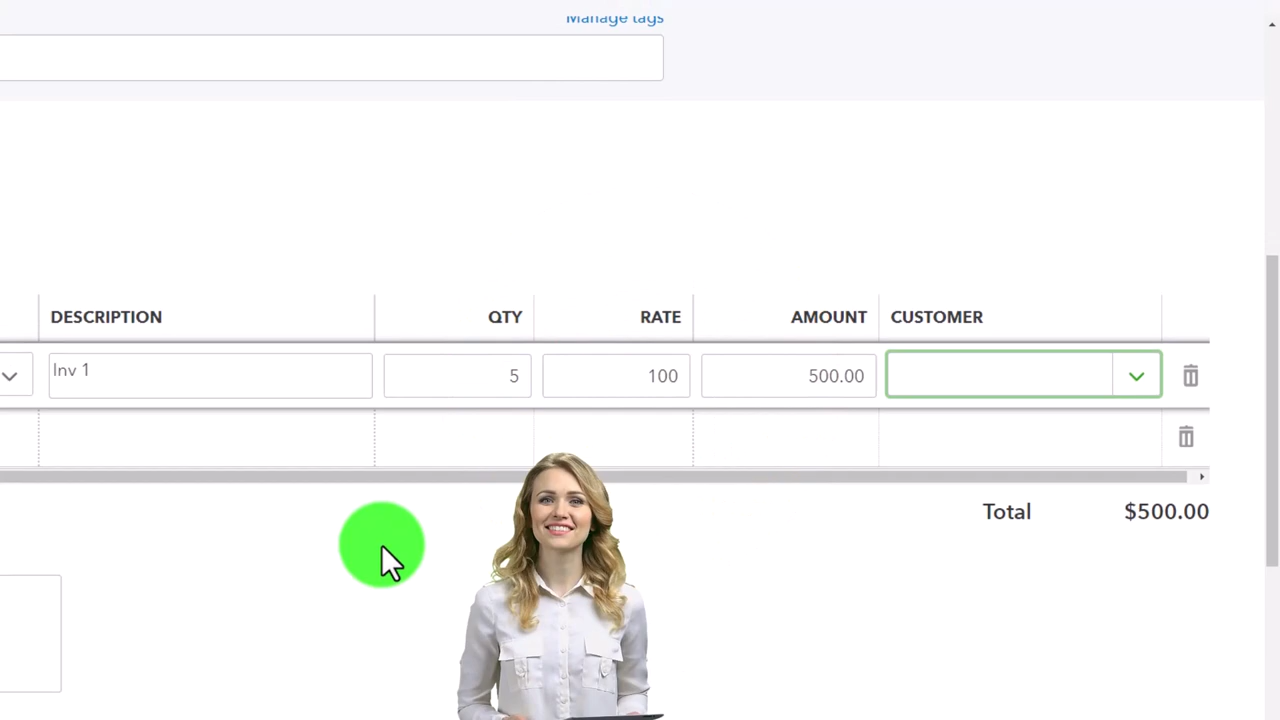 Manage tags
DESCRIPTION QTY RATE AMOUNT CUSTOMER
Inv 1 5 100 500.00
Total $500.00